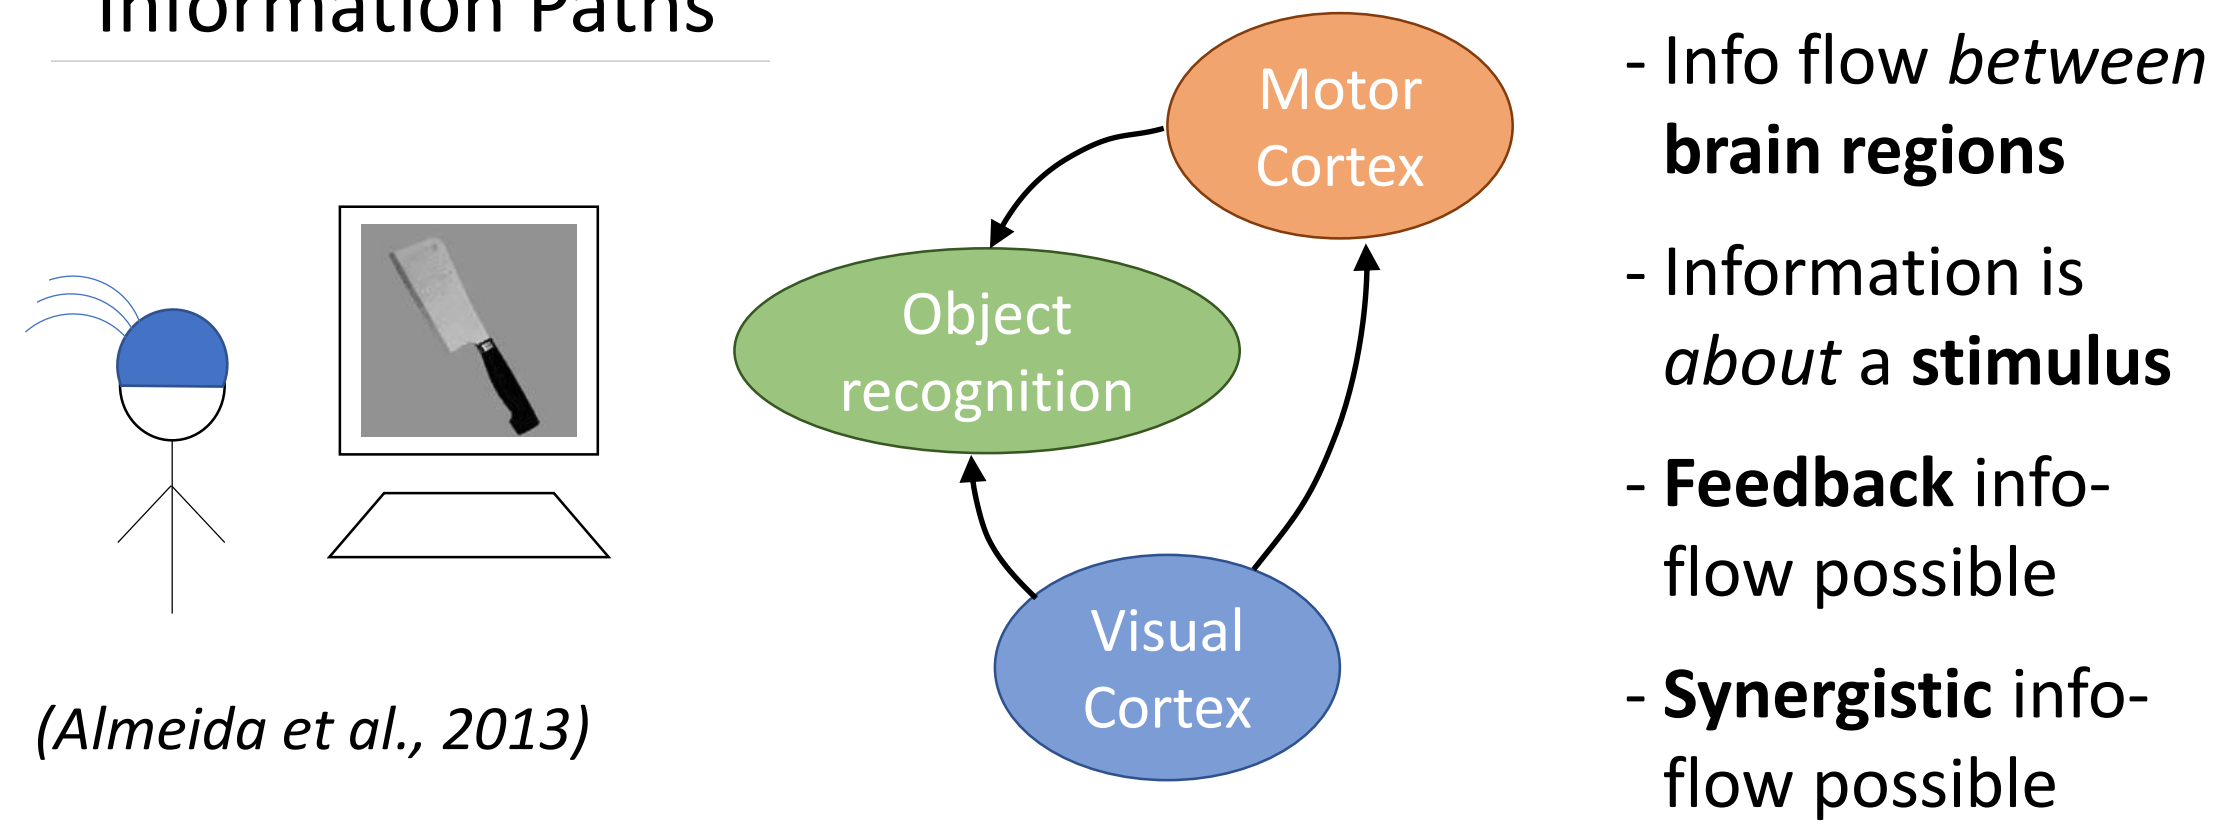 Information Paths
Motor
Cortex
Object
recognition
Visual
Cortex
(Almeida et al., 2013)
- Info flow between
brain regions
- Information is
about a stimulus
- Feedback info-
flow possible
- Synergistic info-
flow possible